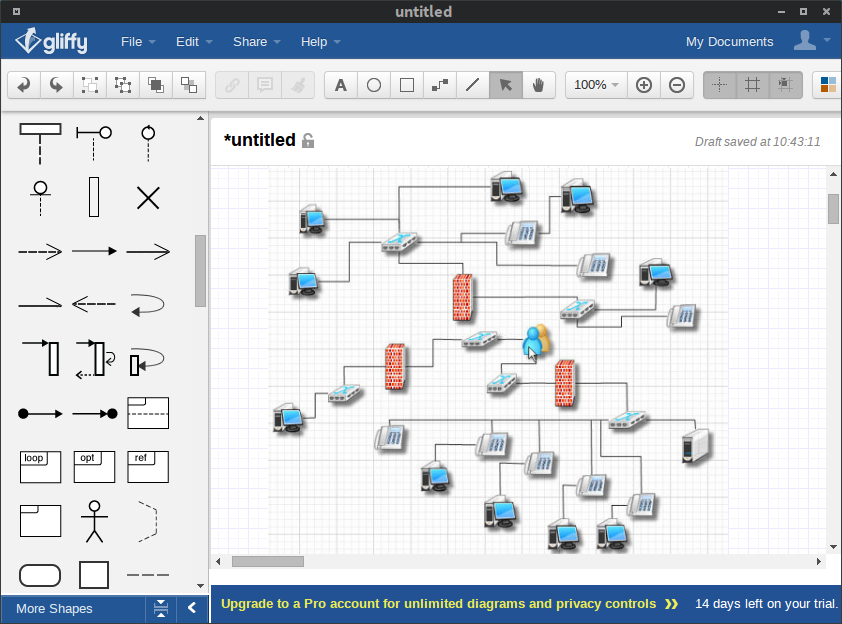 untitled
gliffy
File Edit Share Help My Documents
A 100%
*untitled
Draft saved at 10:43:11
loop opt ref
More Shapes
Upgrade to a Pro account for unlimited diagrams and privacy controls 14 days left on your trial.